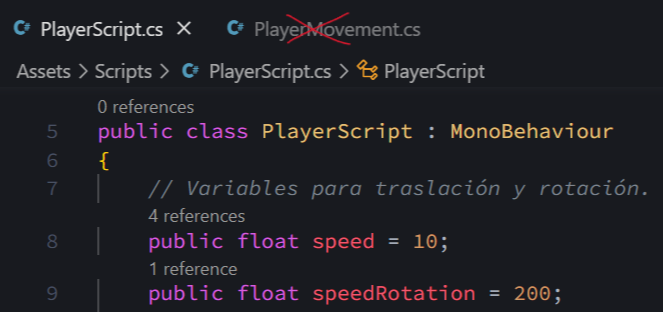 PlayerScript.cs PlayerMovement.cs
Assets > Scripts > PlayerScript.cs > PlayerScript
0 references
5 public class PlayerScript : MonoBehaviour
6 {
7 // Variables para traslación y rotación.
4 references
8 public float speed = 10;
1 reference
9 public float speedRotation = 200;